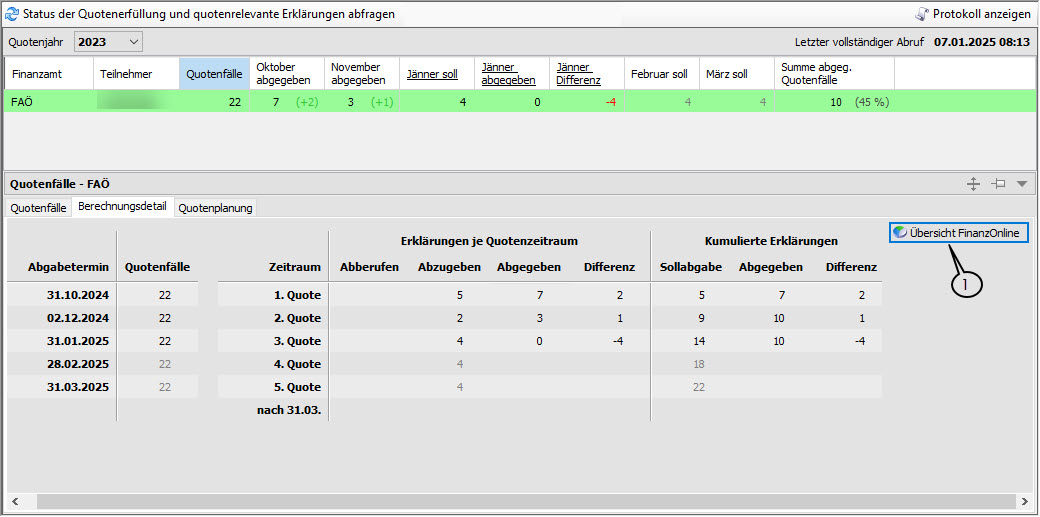 Status der Quotenerfüllung und quotenrelevante Erklärungen abfragen Protokoll anzeigen
Quotenjahr 2023 Letzter vollständiger Abruf 07.01.2025 08:13
Finanzamt Teilnehmer Quotenfälle Oktober abgegeben November abgegeben Jänner soll Jänner abgegeben Jänner Differenz Februar soll März soll Summe abgeg. Quotenfälle
FAÖ 22 7 (+2) 3 (+1) 4 0 -4 4 4 10 (45 %)
Quotenfälle - FAÖ
Quotenfälle Berechnungsdetail Quotenplanung
Übersicht FinanzOnline
1
Erklärungen je Quotenzeitraum Kumulierte Erklärungen
Abgabetermin Quotenfälle Zeitraum Abberufen Abzugeben Abgegeben Differenz Sollabgabe Abgegeben Differenz
31.10.2024 22 1. Quote 5 7 2 5 7 2
02.12.2024 22 2. Quote 2 3 1 9 10 1
31.01.2025 22 3. Quote 4 0 -4 14 10 -4
28.02.2025 22 4. Quote 4 18
31.03.2025 22 5. Quote 4 22
nach 31.03.